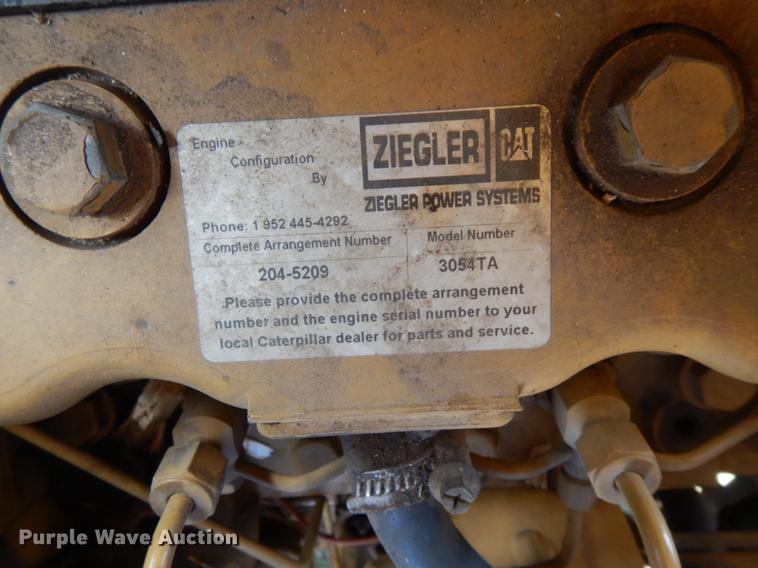 Engine
Configuration
By
ZIEGLER CAT
ZIEGLER POWER SYSTEMS
Phone: 1 952 445-4292
Complete Arrangement Number
Model Number
204-5209
3054TA
Please provide the complete arrangement
number and the engine serial number to your
local Caterpillar dealer for parts and service.
Purple Wave Auction